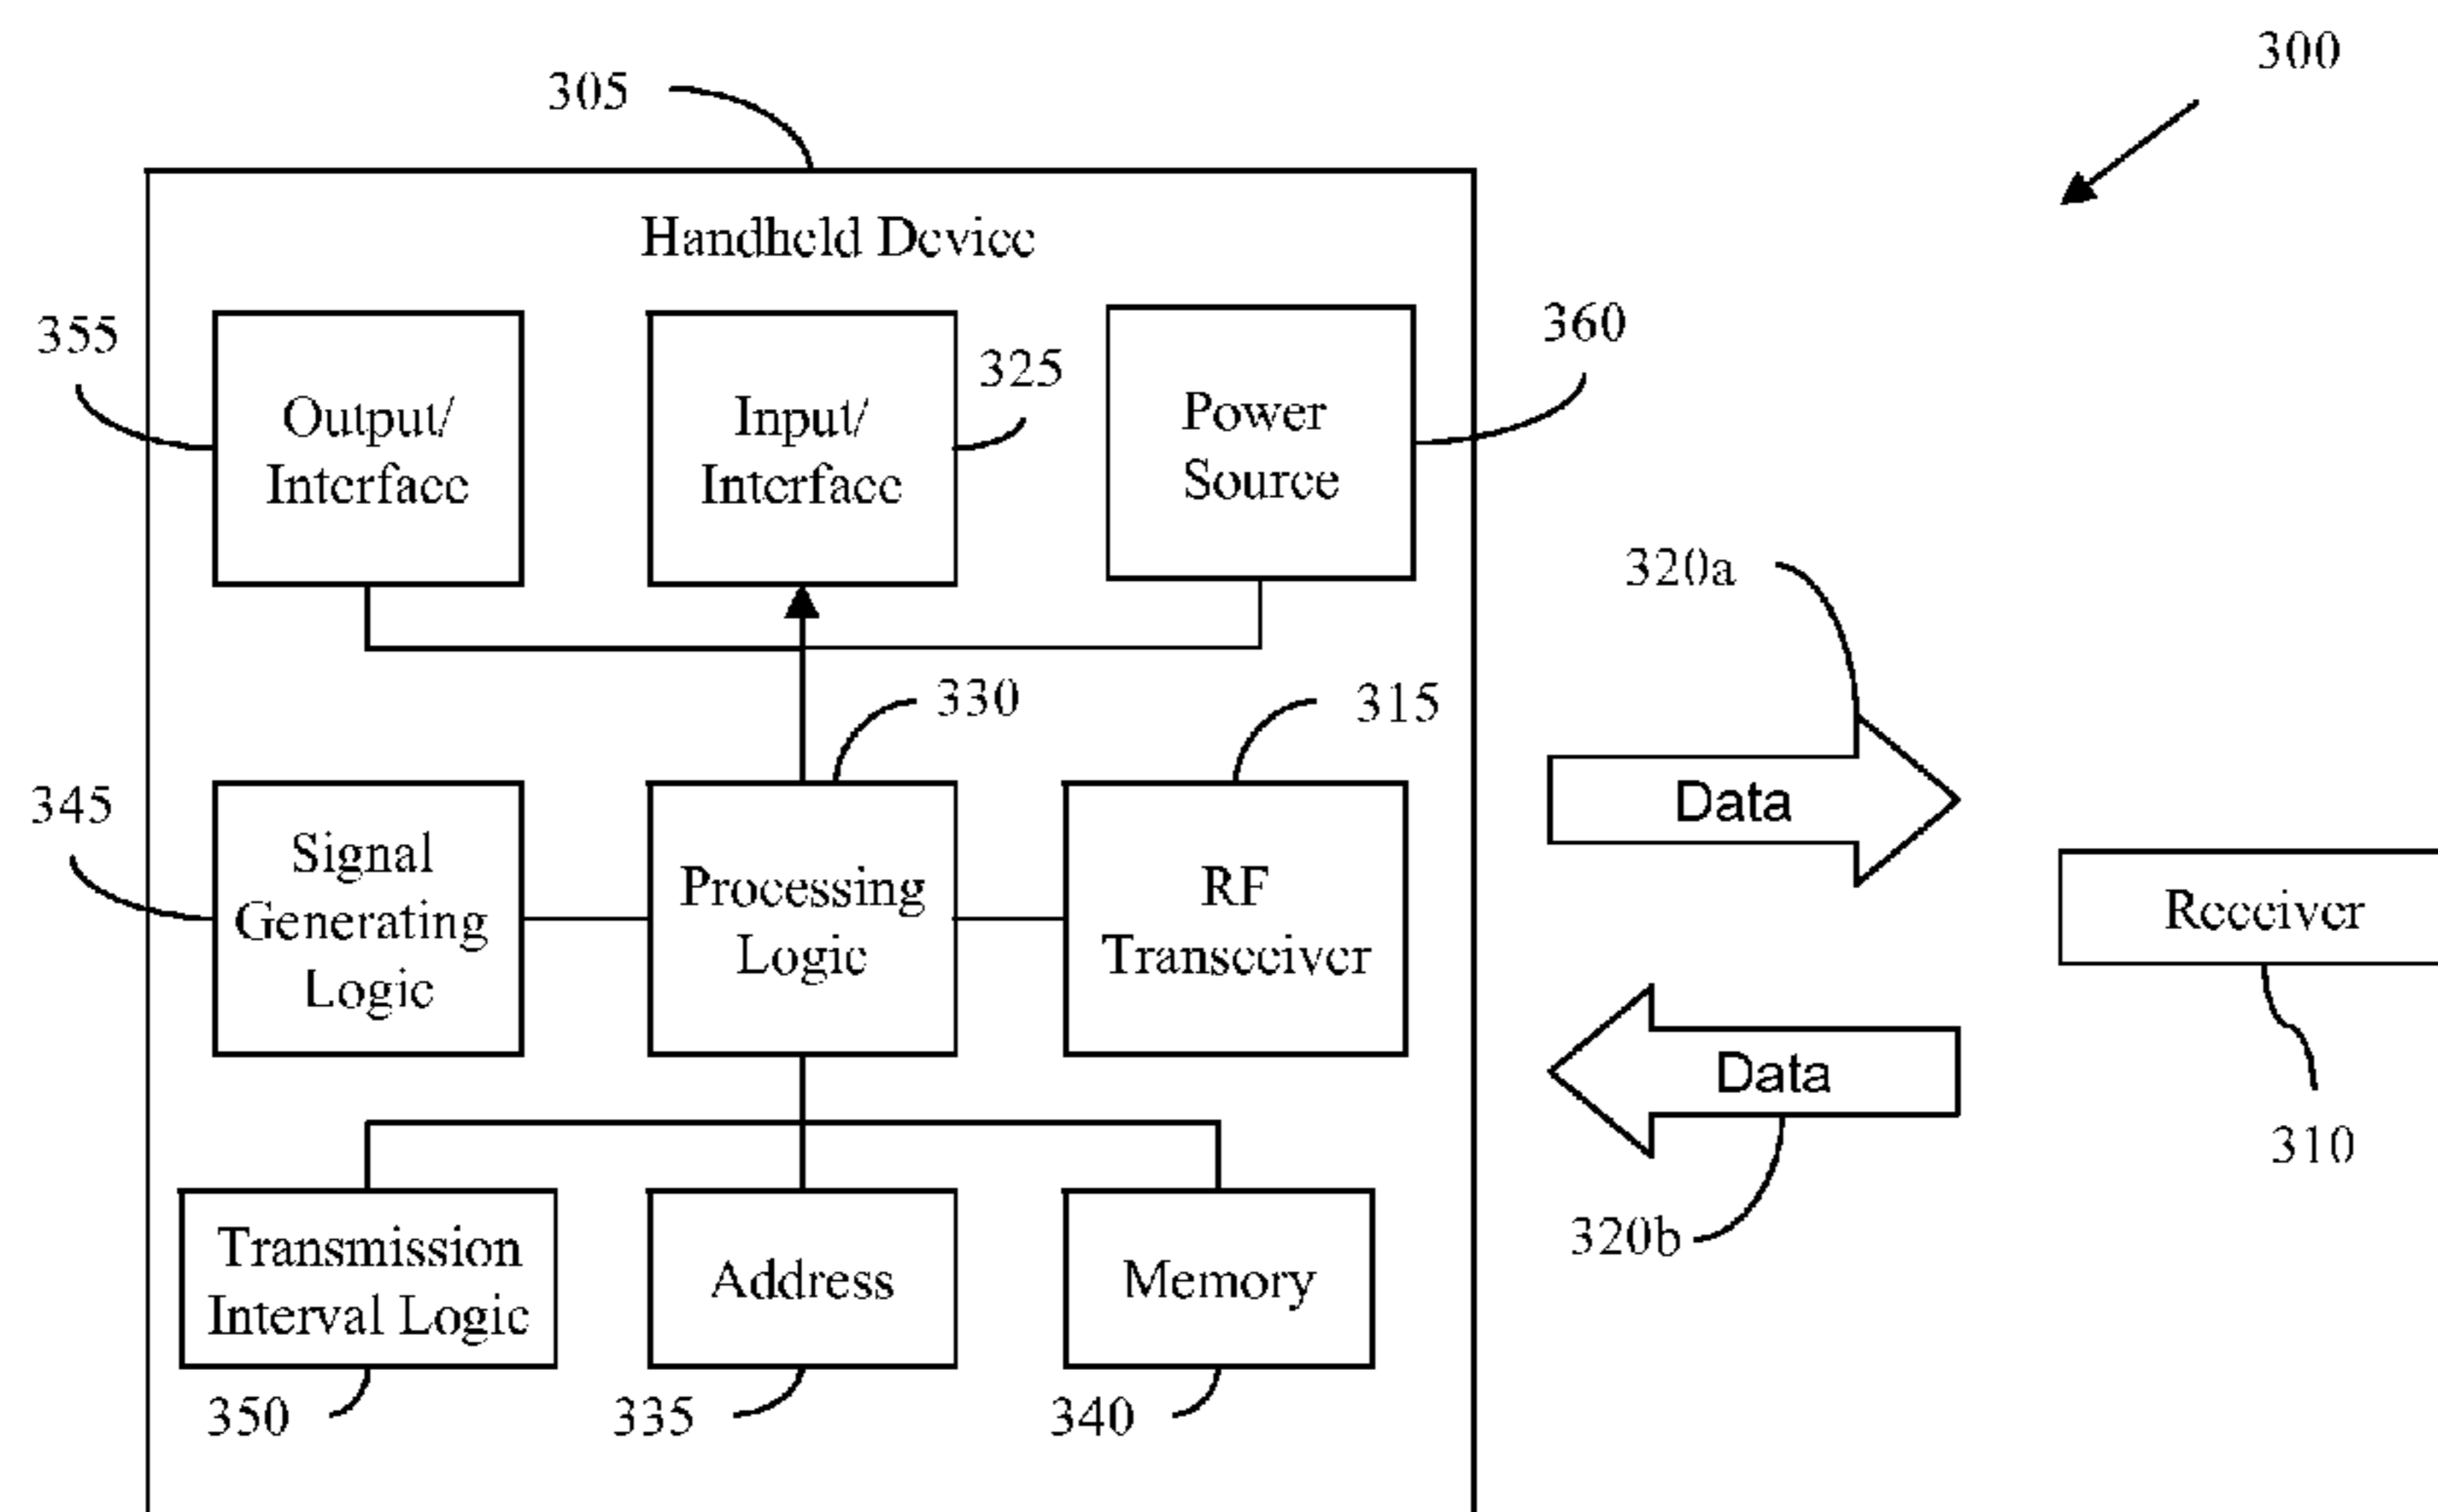 300
305
Handheld Device
355
Output/
Interface
Input/
Interface
325
Power
Source
360
320a
330
315
345
Signal
Generating
Logic
Processing
Logic
RF
Transceiver
Data
Receiver
Data
310
320b
Transmission
Interval Logic
Address
Memory
350
335
340